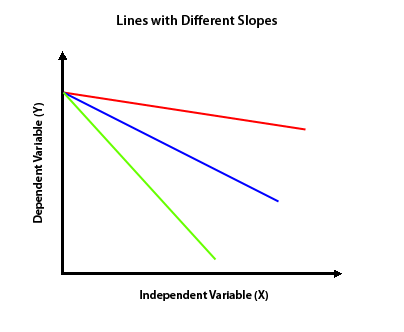 Lines with Different Slopes
Dependent Variable (Y)
Independent Variable (X)